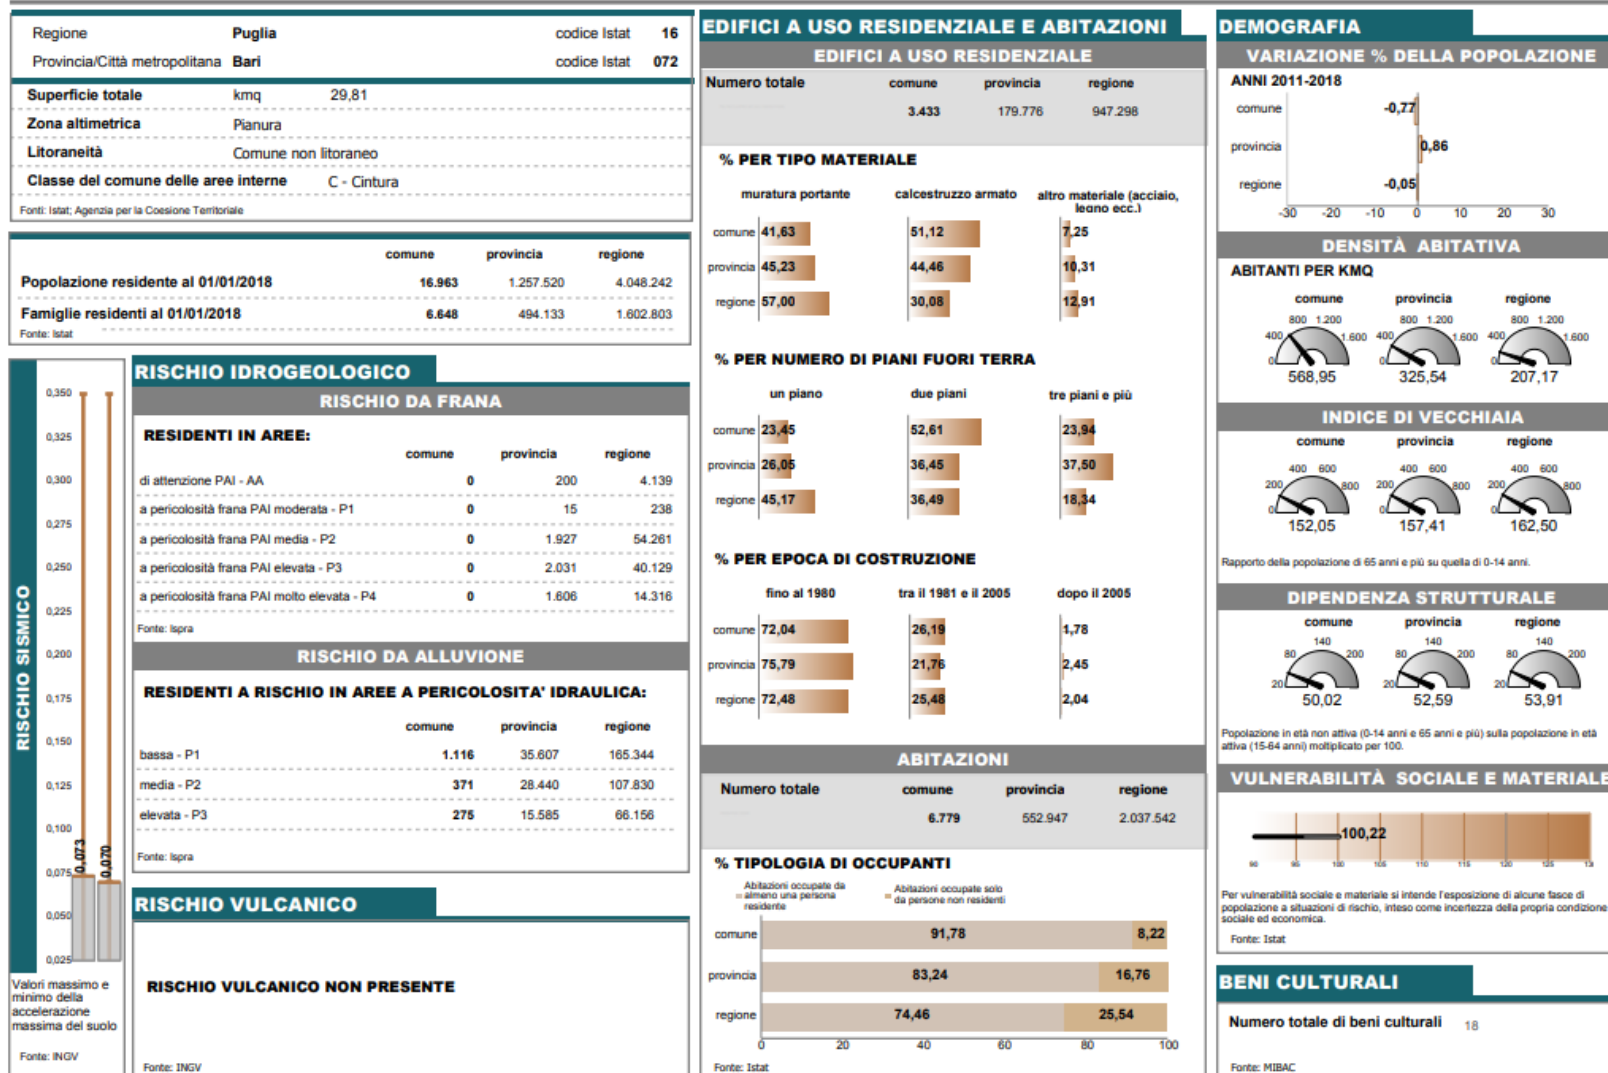 Regione Puglia codice Istat 16
Provincia/Città metropolitana Bari codice Istat 072
Superficie totale kmq 29,81
Zona altimetrica Pianura
Litoraneità Comune non litoraneo
Classe del comune delle aree interne C - Cintura
Fonti: Istat; Agenzia per la Coesione Territoriale
comune provincia regione
Popolazione residente al 01/01/2018 16.963 1.257.520 4.048.242
Famiglie residenti al 01/01/2018 6.648 494.133 1.602.803
Fonte: Istat
RISCHIO SISMICO
0,350
0,325
0,300
0,275
0,250
0,225
0,200
0,175
0,150
0,125
0,100
0,075
0,050
0,025
0,073
0,070
Valori massimo e
minimo della
accelerazione
massima del suolo
Fonte: INGV
RISCHIO IDROGEOLOGICO
RISCHIO DA FRANA
RESIDENTI IN AREE:
comune provincia regione
di attenzione PAI - AA 0 200 4.139
a pericolosità frana PAI moderata - P1 0 15 238
a pericolosità frana PAI media - P2 0 1.927 54.261
a pericolosità frana PAI elevata - P3 0 2.031 40.129
a pericolosità frana PAI molto elevata - P4 0 1.606 14.316
Fonte: Ispra
RISCHIO DA ALLUVIONE
RESIDENTI A RISCHIO IN AREE A PERICOLOSITA' IDRAULICA:
comune provincia regione
bassa - P1 1.116 35.607 165.344
media - P2 371 28.440 107.830
elevata - P3 275 15.585 66.156
Fonte: Ispra
RISCHIO VULCANICO
RISCHIO VULCANICO NON PRESENTE
Fonte: INGV
EDIFICI A USO RESIDENZIALE E ABITAZIONI
EDIFICI A USO RESIDENZIALE
Numero totale comune provincia regione
3.433 179.776 947.298
% PER TIPO MATERIALE
muratura portante calcestruzzo armato altro materiale (acciaio,
legno ecc.)
comune 41,63 51,12 7,25
provincia 45,23 44,46 10,31
regione 57,00 30,08 12,91
% PER NUMERO DI PIANI FUORI TERRA
un piano due piani tre piani e più
comune 23,45 52,61 23,94
provincia 26,05 36,45 37,50
regione 45,17 36,49 18,34
% PER EPOCA DI COSTRUZIONE
fino al 1980 tra il 1981 e il 2005 dopo il 2005
comune 72,04 26,19 1,78
provincia 75,79 21,76 2,45
regione 72,48 25,48 2,04
ABITAZIONI
Numero totale comune provincia regione
6.779 552.947 2.037.542
% TIPOLOGIA DI OCCUPANTI
Abitazioni occupate da
almeno una persona
residente
Abitazioni occupate solo
da persone non residenti
comune 91,78 8,22
provincia 83,24 16,76
regione 74,46 25,54
0 20 40 60 80 100
Fonte: Istat
DEMOGRAFIA
VARIAZIONE % DELLA POPOLAZIONE
ANNI 2011-2018
comune -0,77
provincia 0,86
regione -0,05
-30 -20 -10 0 10 20 30
DENSITÀ ABITATIVA
ABITANTI PER KMQ
comune provincia regione
800 1.200 800 1.200 800 1.200
400 1.600 400 1.600 400 1.600
0 0 0
568,95 325,54 207,17
INDICE DI VECCHIAIA
comune provincia regione
400 600 400 600 400 600
200 800 200 800 200 800
0 0 0
152,05 157,41 162,50
Rapporto della popolazione di 65 anni e più su quella di 0-14 anni.
DIPENDENZA STRUTTURALE
comune provincia regione
140 140 140
80 200 80 200 80 200
20 20 20
50,02 52,59 53,91
Popolazione in età non attiva (0-14 anni e 65 anni e più) sulla popolazione in età
attiva (15-64 anni) moltiplicato per 100.
VULNERABILITÀ SOCIALE E MATERIALE
100,22
90 95 100 105 110 115 120 125
Per vulnerabilità sociale e materiale si intende l'esposizione di alcune fasce di
popolazione a situazioni di rischio, inteso come incertezza della propria condizione
sociale ed economica.
Fonte: Istat
BENI CULTURALI
Numero totale di beni culturali 18
Fonte: MIBAC